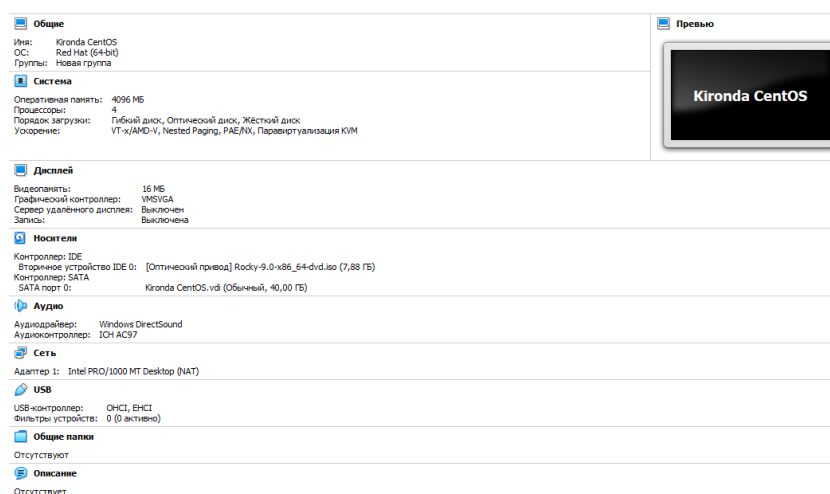 Общие
Имя: Kironda CentOS
ОС: Red Hat (64-bit)
Группы: Новая группа
Система
Оперативная память: 4096 МБ
Процессоры: 4
Порядок загрузки: Гибкий диск, Оптический диск, Жёсткий диск
Ускорение: VT-x/AMD-V, Nested Paging, PAE/NX, Паравиртуализация KVM
Превью
Kironda CentOS
Дисплей
Видеопамять: 16 МБ
Графический контроллер: VMSVGA
Сервер удалённого дисплея: Выключен
Запись: Выключена
Носители
Контроллер: IDE
Вторичное устройство IDE 0: [Оптический привод] Rocky-9.0-x86_64-dvd.iso (7,88 ГБ)
Контроллер: SATA
SATA порт 0: Kironda CentOS.vdi (Обычный, 40,00 ГБ)
Аудио
Аудиодрайвер: Windows DirectSound
Аудиоконтроллер: ICH AC97
Сеть
Адаптер 1: Intel PRO/1000 MT Desktop (NAT)
USB
USB-контроллер: OHCI, EHCI
Фильтры устройств: 0 (0 активно)
Общие папки
Отсутствуют
Описание
Отсутствует